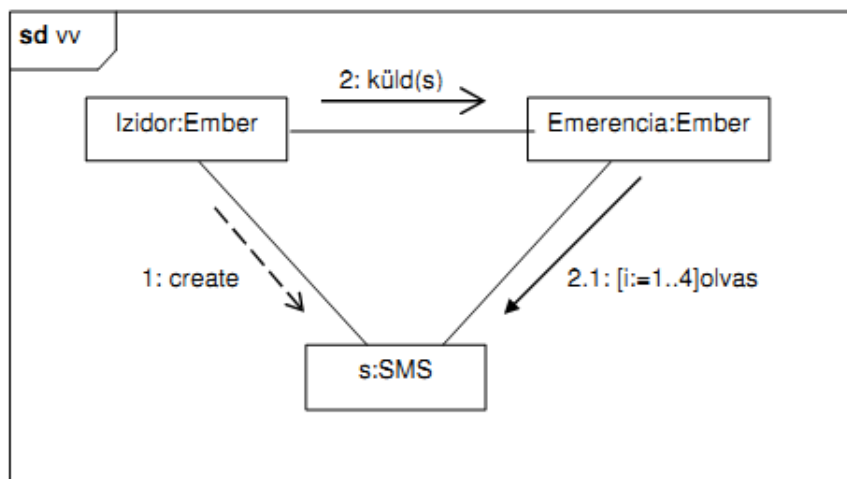 sd vv
2: küld(s)
Izidor:Ember
Emerencia:Ember
1: create
2.1: [i:=1..4]olvas
s:SMS